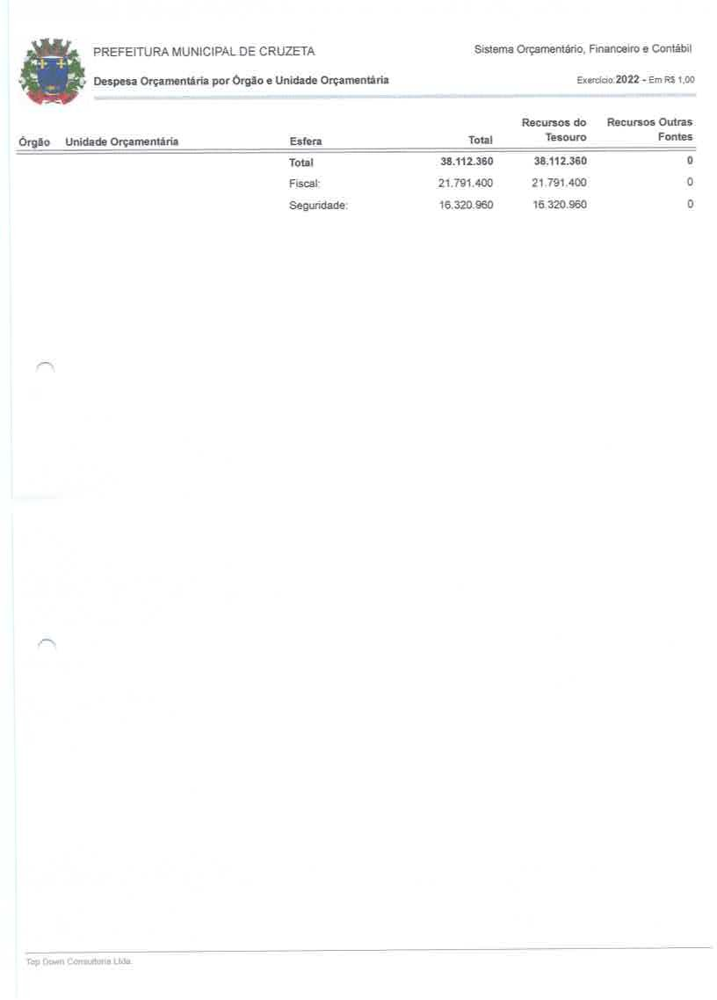 PREFEITURA MUNICIPAL DE CRUZETA
Sistema Orçamentário, Financeiro e Contábil
Despesa Orçamentária por Órgão e Unidade Orçamentária
Exercício:2022 - Em R$ 1,00
Órgão Unidade Orçamentária Esfera Total Recursos do Tesouro Recursos Outras Fontes
Total 38.112.360 38.112.360 0
Fiscal: 21.791.400 21.791.400 0
Seguridade: 16.320.960 16.320.960 0
Top Down Consultoria Ltda.